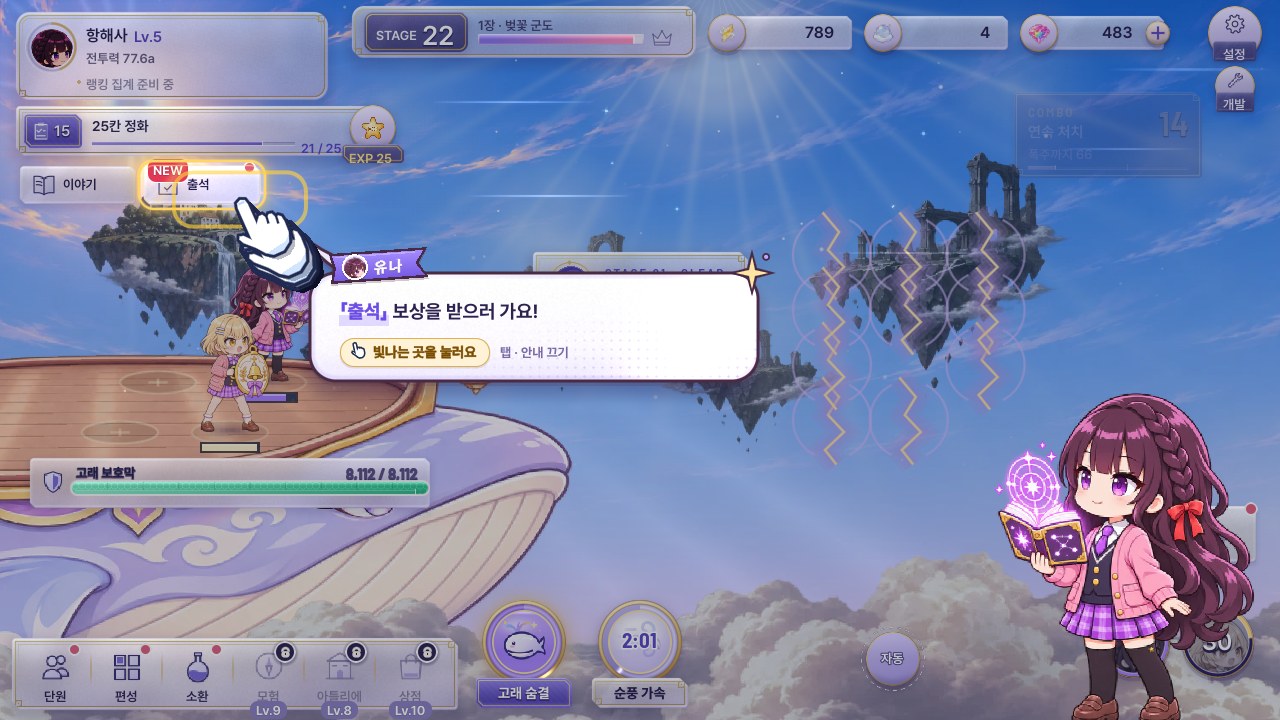 항해사 Lv.5
전투력 77.6a
랭킹 집계 준비 중
STAGE 22
1장 · 벚꽃 군도
789
4
483
설정
개발
15
25칸 정화
21 / 25
EXP 25
COMBO
연속 처치
14
이야기
NEW
출석
유나
「출석」 보상을 받으러 가요!
빛나는 곳을 눌러요
탭 · 안내 끄기
고래 보호막
8,112 / 8,112
단원
편성
소환
모험
Lv.9
아틀리에
Lv.8
상점
Lv.10
고래 숨결
2:01
순풍 가속
자동
50